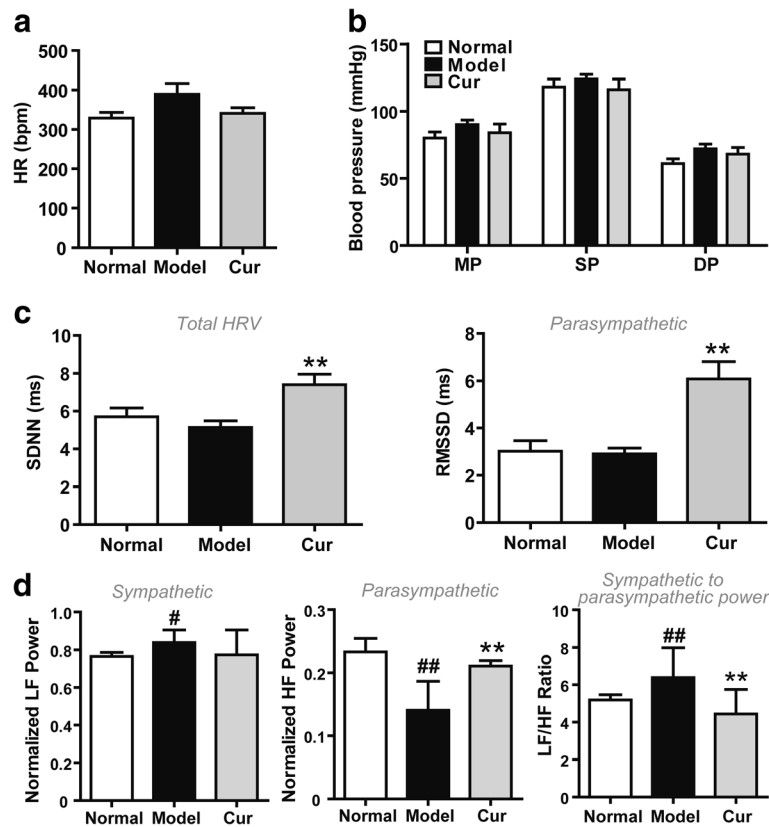 a
HR (bpm)
500
400
300
200
100
0
Normal Model Cur
b
Blood pressure (mmHg)
150
100
50
0
Normal
Model
Cur
MP SP DP
c
Total HRV
SDNN (ms)
8
6
4
2
0
**
Normal Model Cur
Parasympathetic
RMSSD (ms)
8
6
4
2
0
**
Normal Model Cur
d
Sympathetic
Normalized LF Power
1.0
0.8
0.6
0.4
0.2
0.0
#
Normal Model Cur
Parasympathetic
Normalized HF Power
0.3
0.2
0.1
0.0
##
**
Normal Model Cur
Sympathetic to
parasympathetic power
LF/HF Ratio
10
8
6
4
2
0
##
**
Normal Model Cur